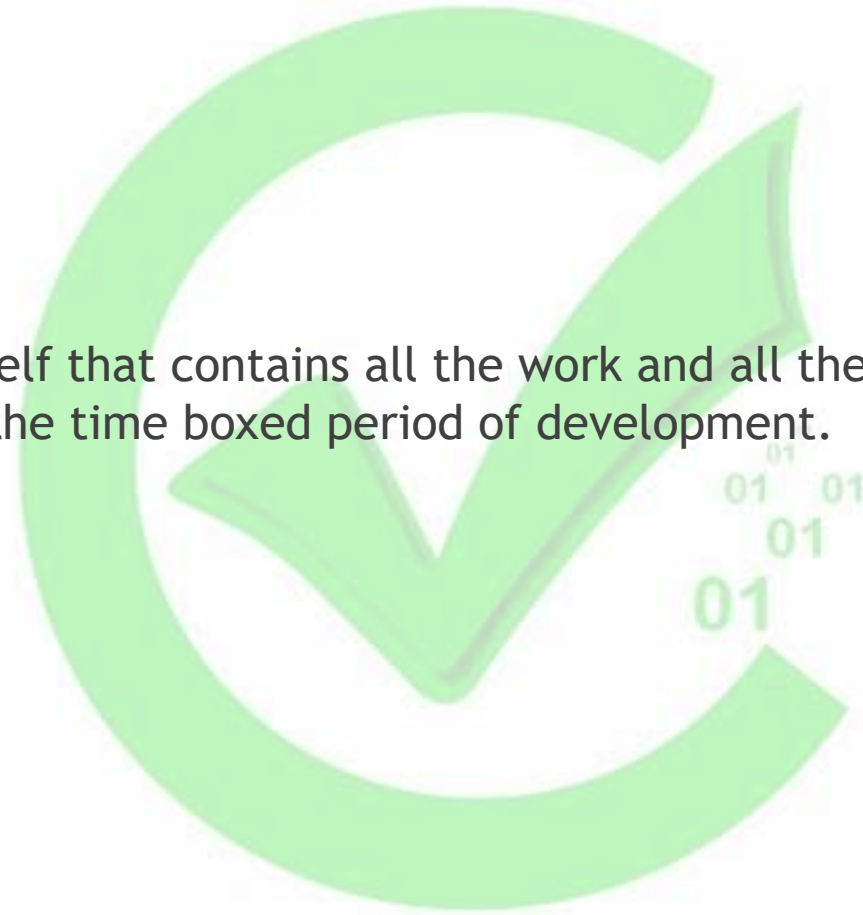 elf that contains all the work and all the
the time boxed period of development.
01
01 01
01
01